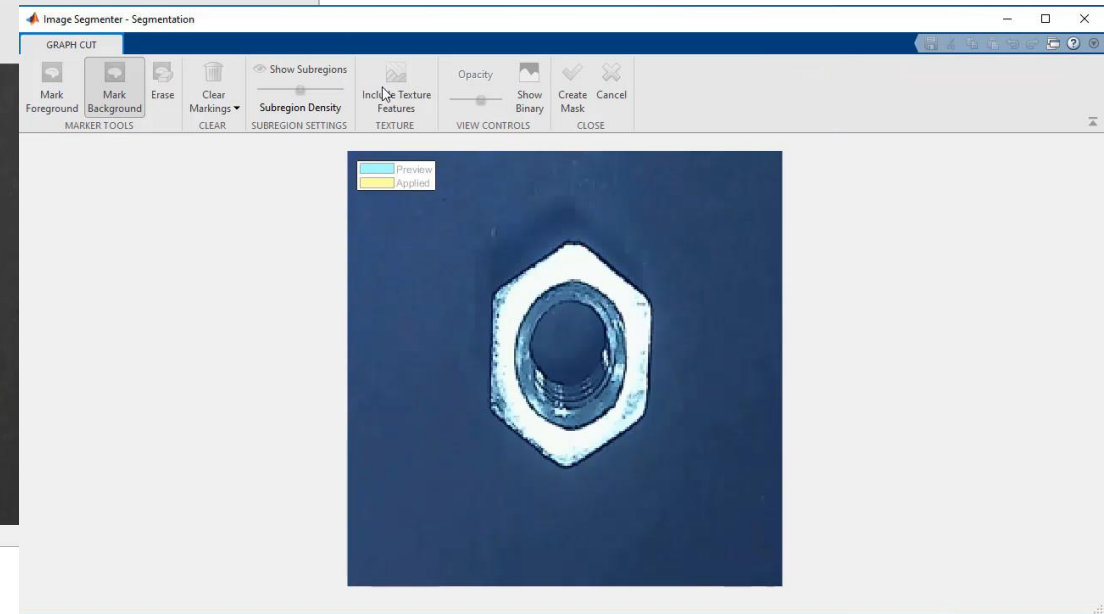 Image Segmenter - Segmentation
GRAPH CUT
Mark Foreground
Mark Background
Erase
Clear Markings
Show Subregions
Subregion Density
Include Texture Features
Opacity
Show Binary
Create Mask
Cancel
MARKER TOOLS
CLEAR
SUBREGION SETTINGS
TEXTURE
VIEW CONTROLS
CLOSE
Preview
Applied